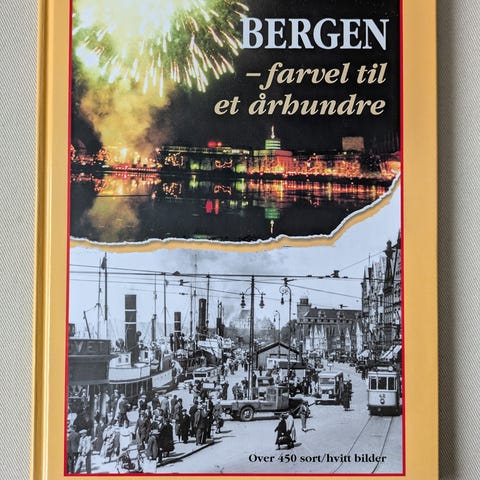 BERGEN
– farvel til
et århundre
Over 450 sort/hvitt bilder